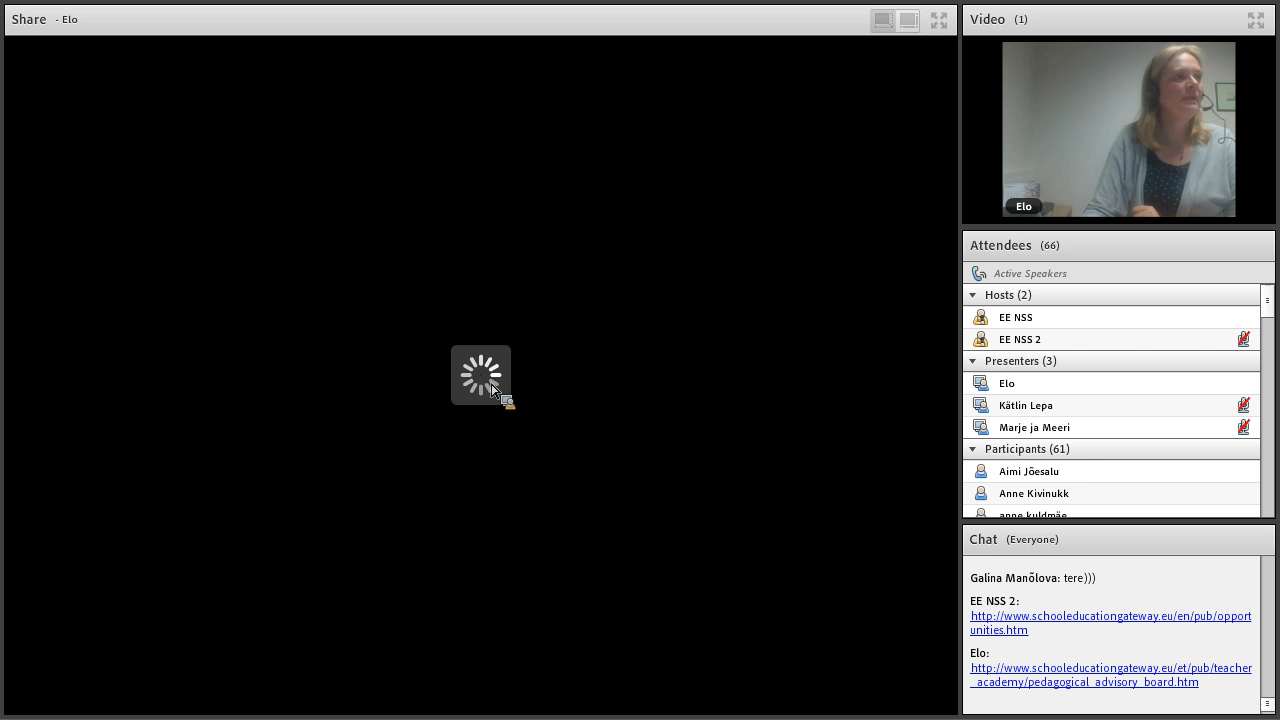 Share - Elo
Video (1)
Elo
Attendees (66)
Active Speakers
Hosts (2)
EE NSS
EE NSS 2
Presenters (3)
Elo
Kätlin Lepa
Marje ja Meeri
Participants (61)
Aimi Jõesalu
Anne Kivinukk
anne kuldmäe
Chat (Everyone)
Galina Manõlova: tere)))
EE NSS 2:
http://www.schooleducationgateway.eu/en/pub/opport
unities.htm
Elo:
http://www.schooleducationgateway.eu/et/pub/teacher
_academy/pedagogical_advisory_board.htm